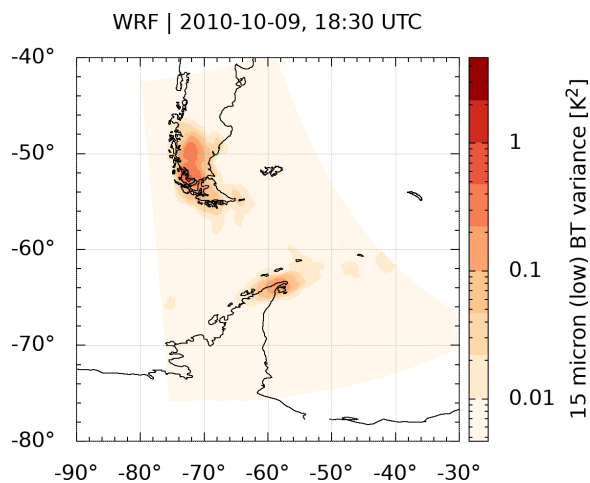 WRF | 2010-10-09, 18:30 UTC
-40°
-50°
-60°
-70°
-80°
-90° -80° -70° -60° -50° -40° -30°
1
0.1
0.01
15 micron (low) BT variance [K²]